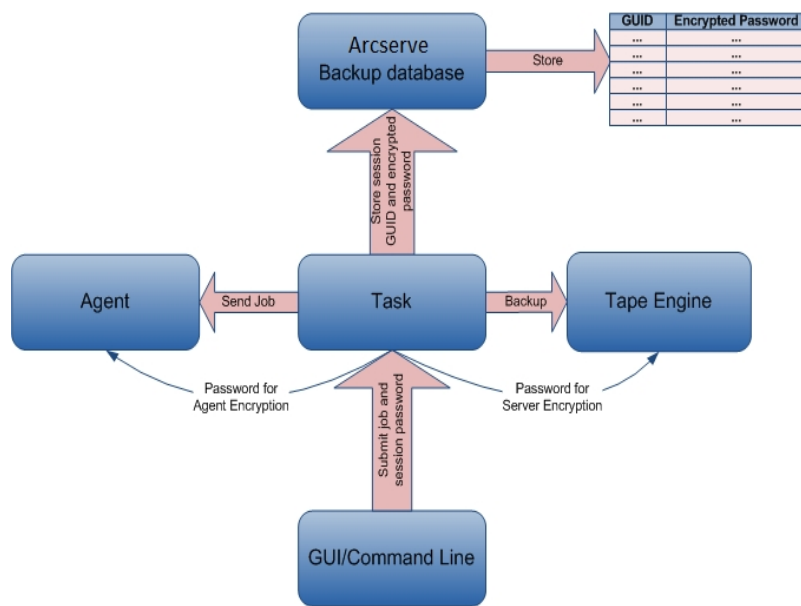 Arcserve
Backup database
Store
GUID Encrypted Password
... ...
... ...
... ...
... ...
... ...
... ...
Store session
GUID and encrypted
password
Agent
Send Job
Task
Backup
Tape Engine
Password for
Agent Encryption
Password for
Server Encryption
Submit job and
session password
GUI/Command Line